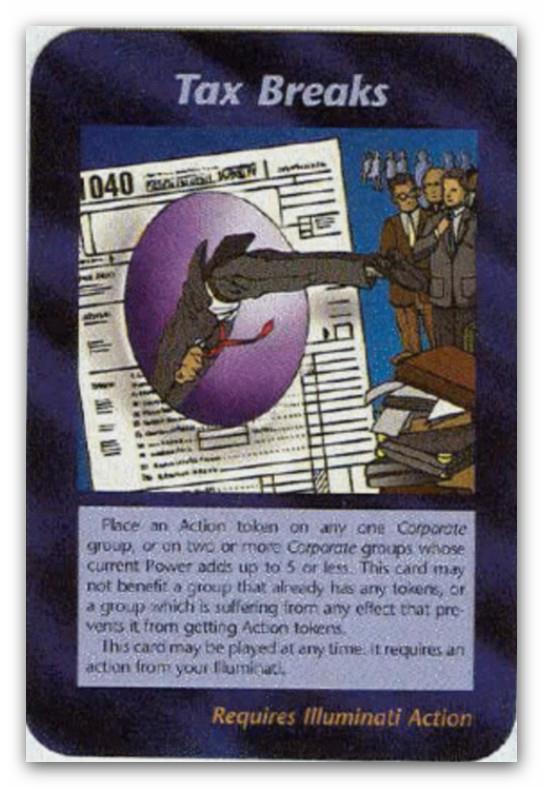 Tax Breaks
1040
Place an Action token on any one Corporate
group, or on two or more Corporate groups whose
current Power adds up to 5 or less. This card may
not benefit a group that already has any tokens, or
a group which is suffering from any effect that pre-
vents it from getting Action tokens.
This card may be played at any time. It requires an
action from your Illuminati.
Requires Illuminati Action